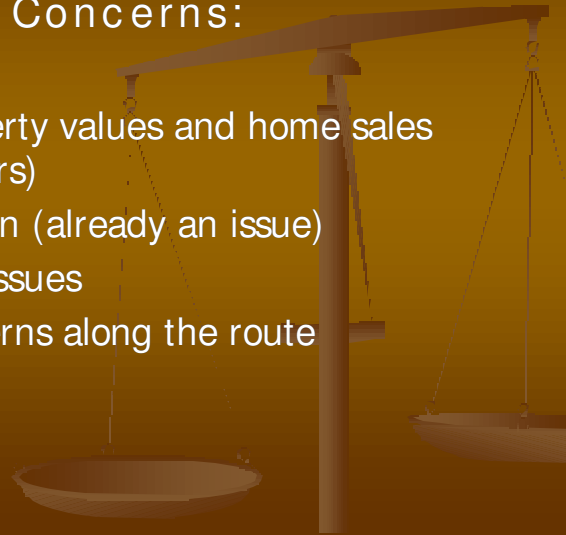 Concerns:
erty values and home sales
rs)
n (already an issue)
ssues
rns along the route